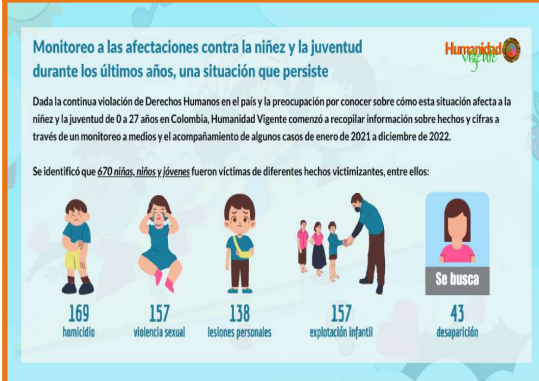 Monitoreo a las afectaciones contra la niñez y la juventud
durante los últimos años, una situación que persiste
Humanidad
vigente
Dada la continua violación de Derechos Humanos en el país y la preocupación por conocer sobre cómo esta situación afecta a la
niñez y la juventud de 0 a 27 años en Colombia, Humanidad Vigente comenzó a recopilar información sobre hechos y cifras a
través de un monitoreo a medios y el acompañamiento de algunos casos de enero de 2021 a diciembre de 2022.
Se identificó que 670 niñas, niños y jóvenes fueron víctimas de diferentes hechos victimizantes, entre ellos:
Se busca
169
homicidio
157
violencia sexual
138
lesiones personales
157
explotación infantil
43
desaparición